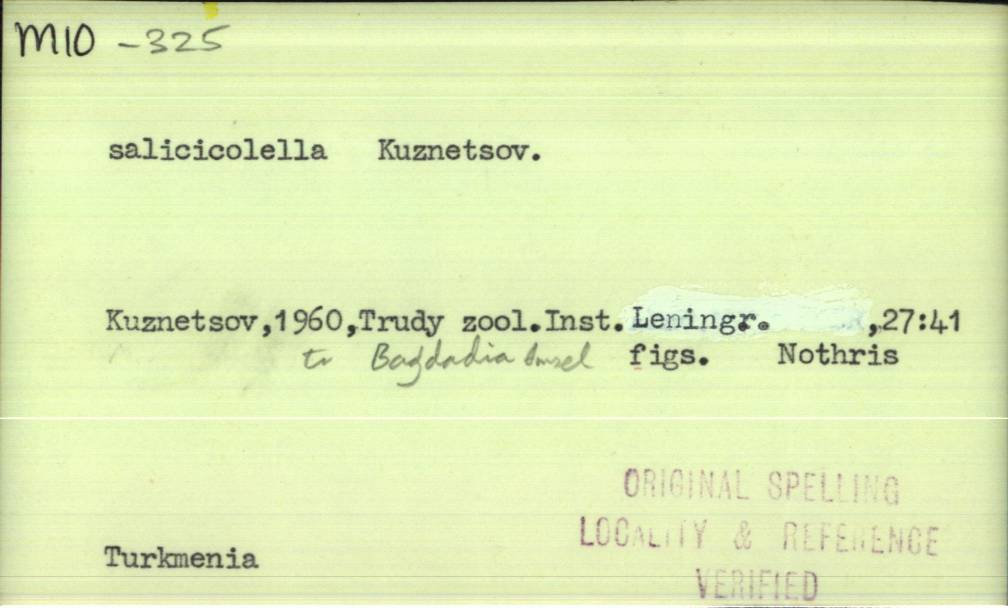 M10 -325
salicicolella Kuznetsov.
Kuznetsov,1960,Trudy zool.Inst.Leningr. ,27:41
to Bagdadia Amsel figs. Nothris
ORIGINAL SPELLING
LOCALITY & REFERENCE
Turkmenia
VERIFIED